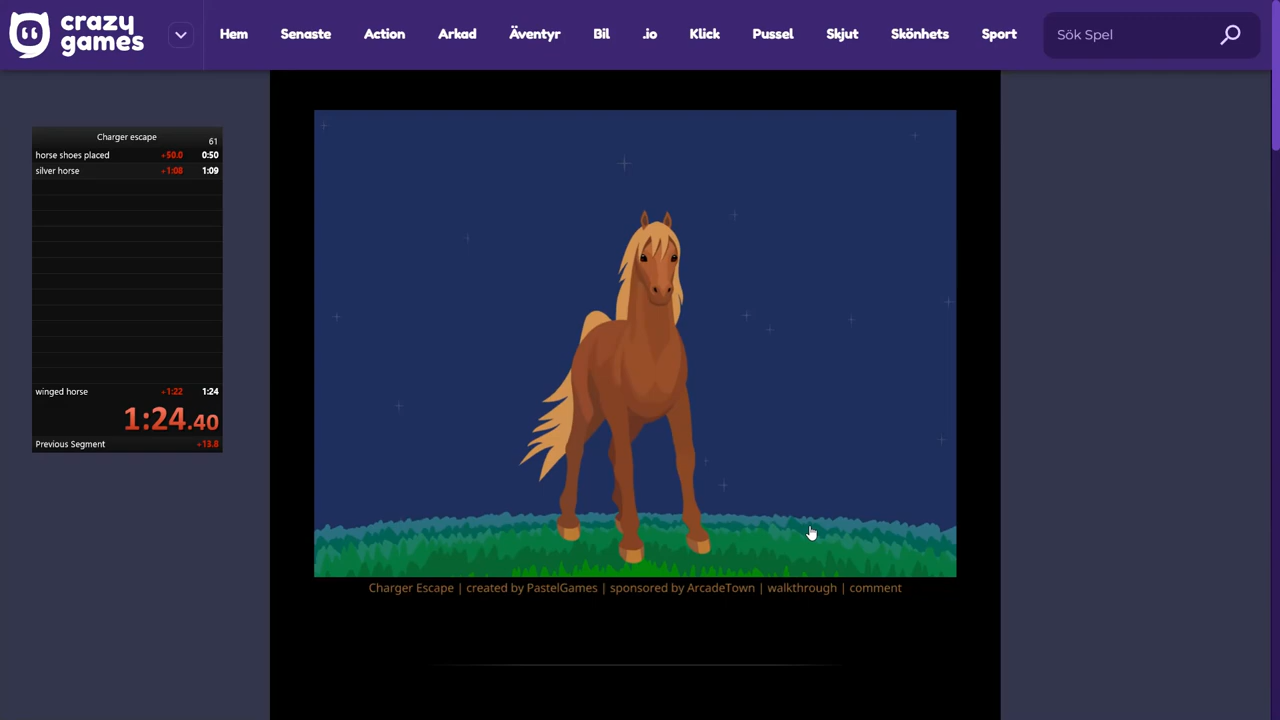 crazy games
Hem Senaste Action Arkad Äventyr Bil .io Klick Pussel Skjut Skönhets Sport Sök Spel
Charger escape 61
horse shoes placed +50.0 0:50
silver horse +1:08 1:09
winged horse +1:22 1:24
1:24.40
Previous Segment +13.8
Charger Escape | created by PastelGames | sponsored by ArcadeTown | walkthrough | comment